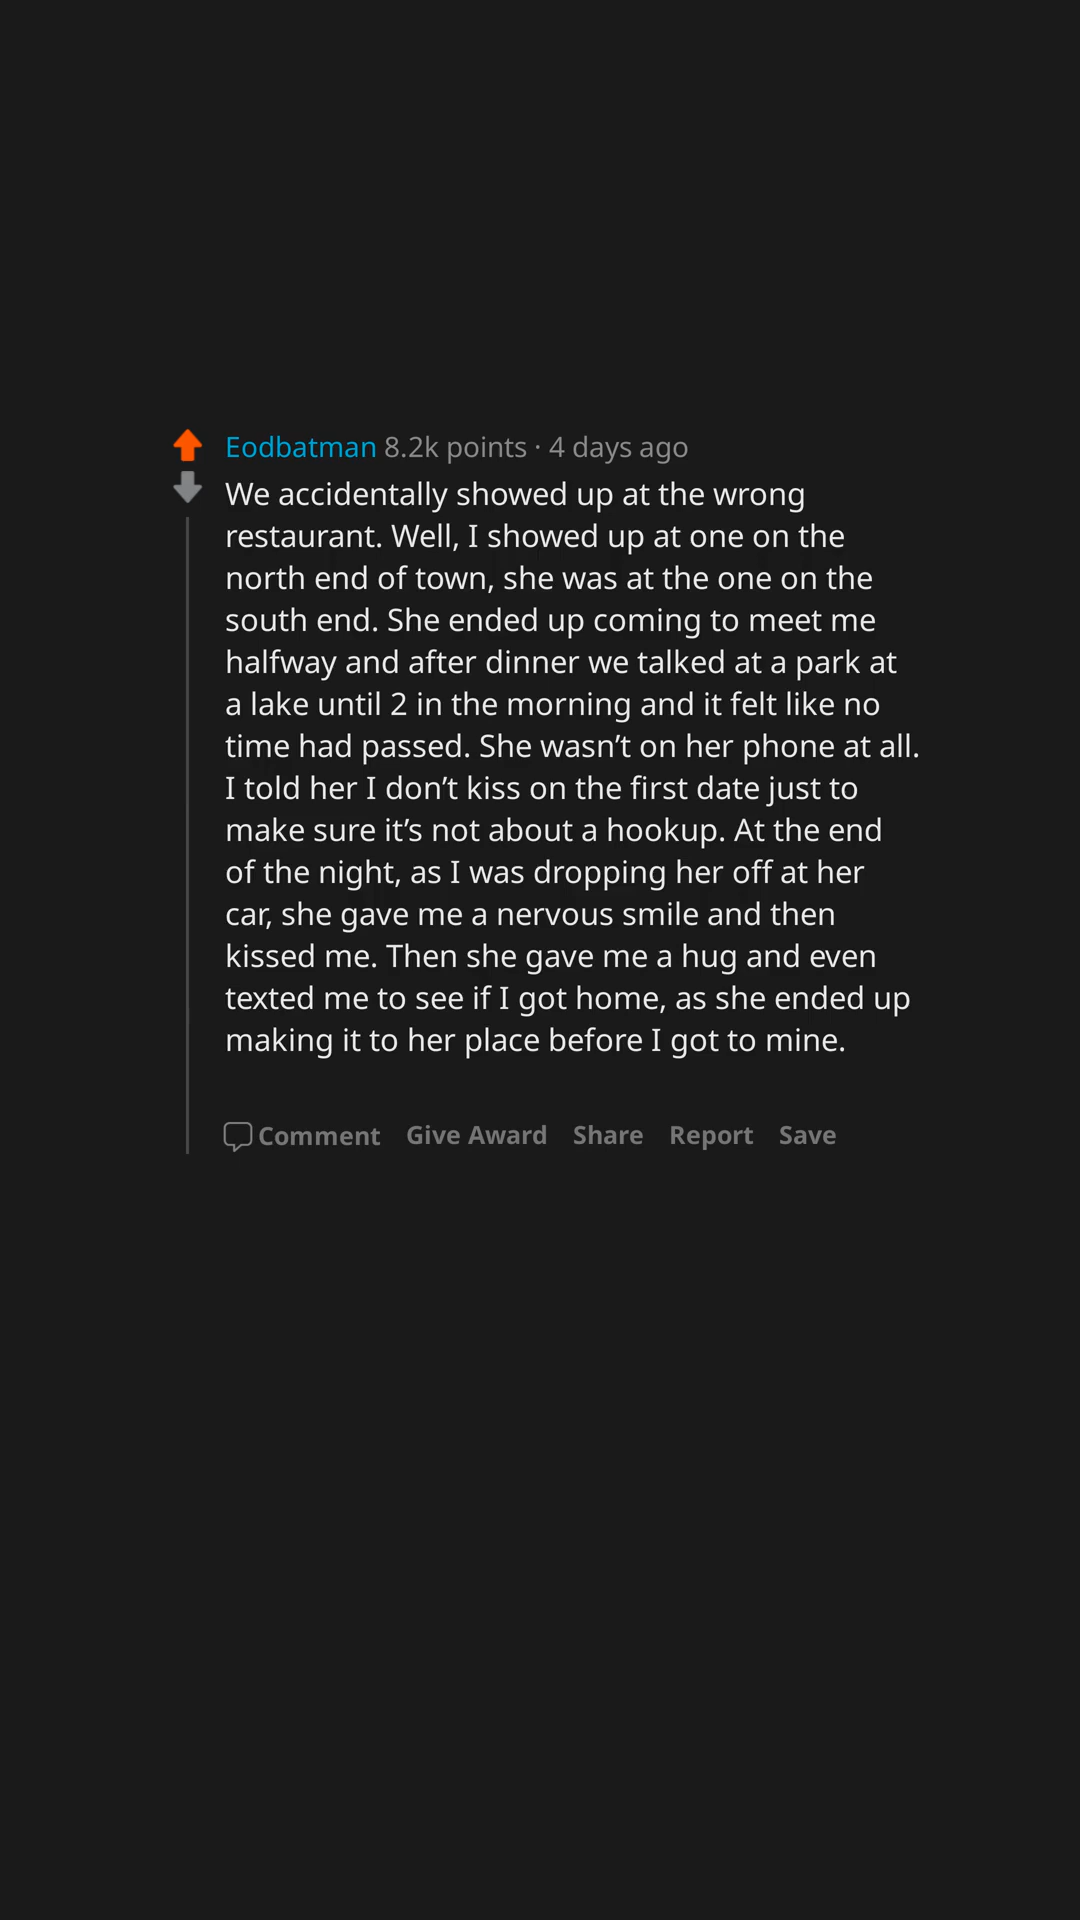 Eodbatman 8.2k points · 4 days ago
We accidentally showed up at the wrong
restaurant. Well, I showed up at one on the
north end of town, she was at the one on the
south end. She ended up coming to meet me
halfway and after dinner we talked at a park at
a lake until 2 in the morning and it felt like no
time had passed. She wasn’t on her phone at all.
I told her I don’t kiss on the first date just to
make sure it’s not about a hookup. At the end
of the night, as I was dropping her off at her
car, she gave me a nervous smile and then
kissed me. Then she gave me a hug and even
texted me to see if I got home, as she ended up
making it to her place before I got to mine.
Comment Give Award Share Report Save